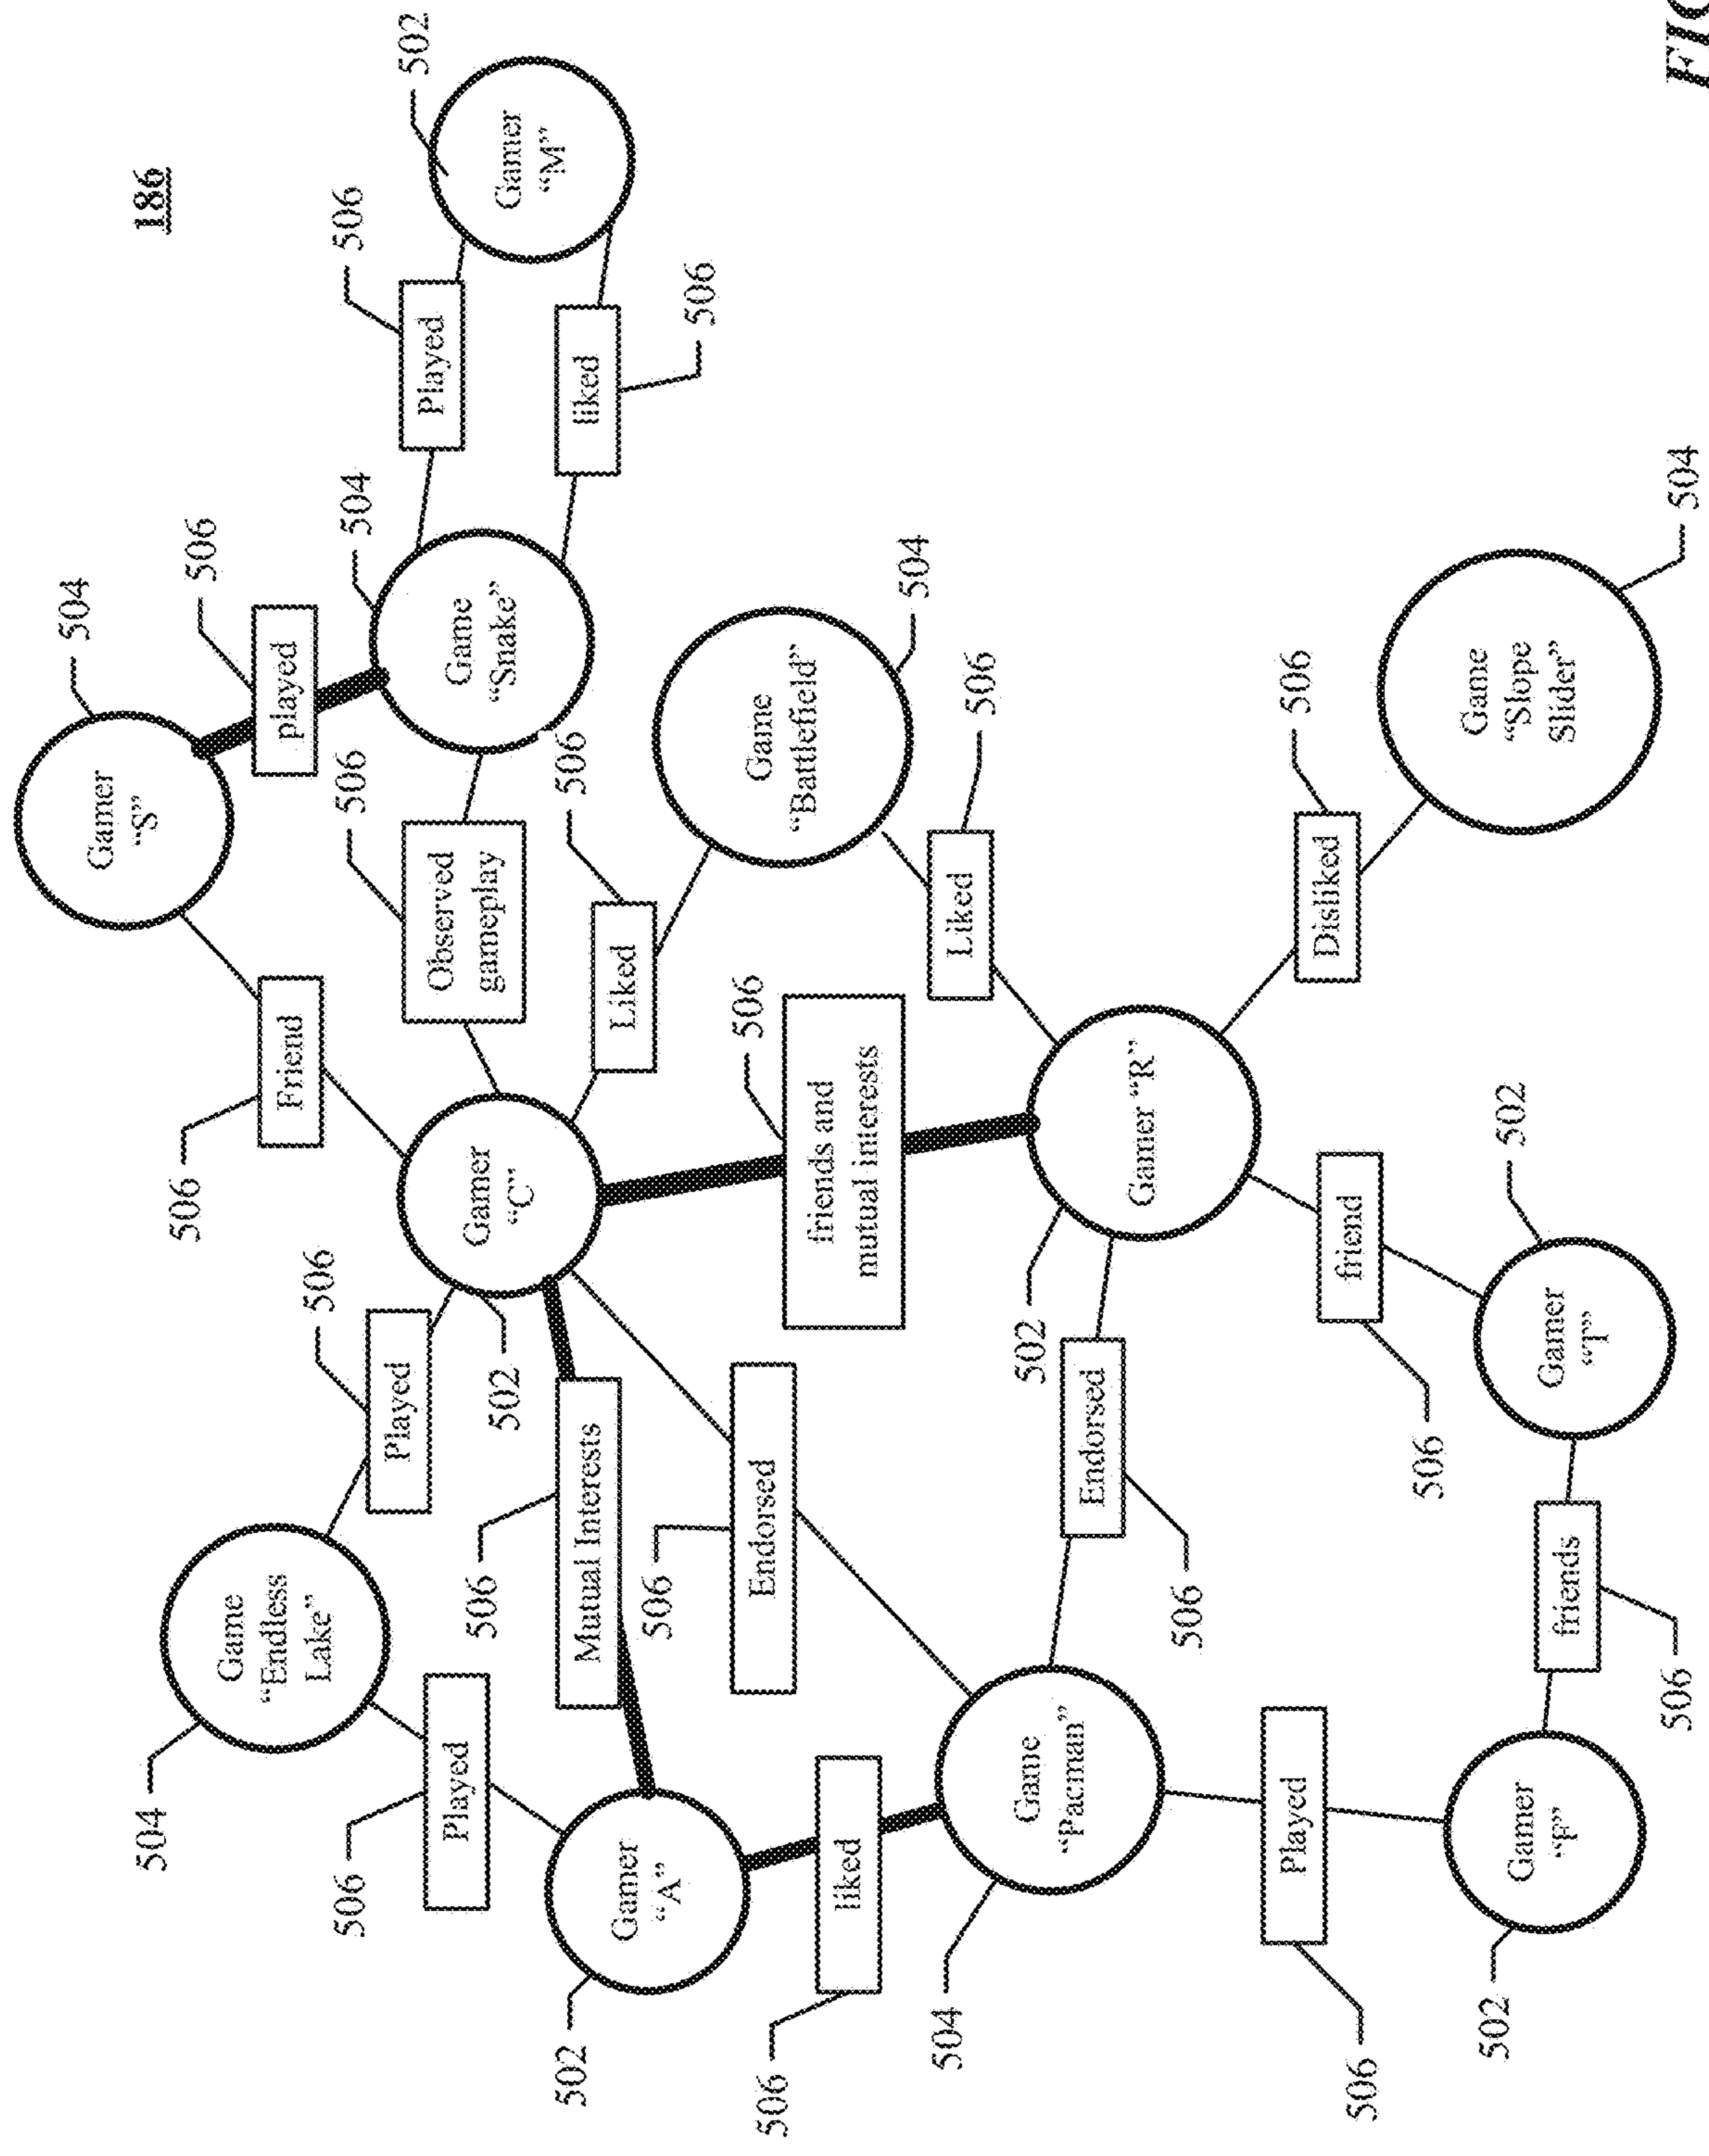 186
Gamer
“S”
504
506
played
Friend
506
Game
“Endless
Lake”
504
Played
506
Played
506
Gamer
“C”
502
Observed
gameplay
506
Game
“Snake”
504
Played
506
Gamer
“M”
502
liked
506
Liked
506
Mutual Interests
506
Gamer
“A”
502
Endorsed
506
friends and
mutual interests
506
Game
“Battlefield”
504
Liked
506
liked
506
Game
“Pacman”
504
Endorsed
506
Gamer “R”
502
Disliked
506
Game
“Slope
Slider”
504
Played
506
friend
506
Gamer
“F”
502
friends
506
Gamer
“T”
502